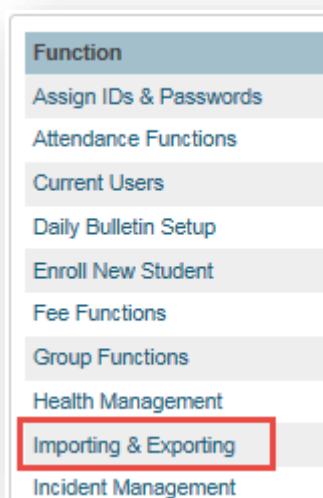 Function
Assign IDs & Passwords
Attendance Functions
Current Users
Daily Bulletin Setup
Enroll New Student
Fee Functions
Group Functions
Health Management
Importing & Exporting
Incident Management